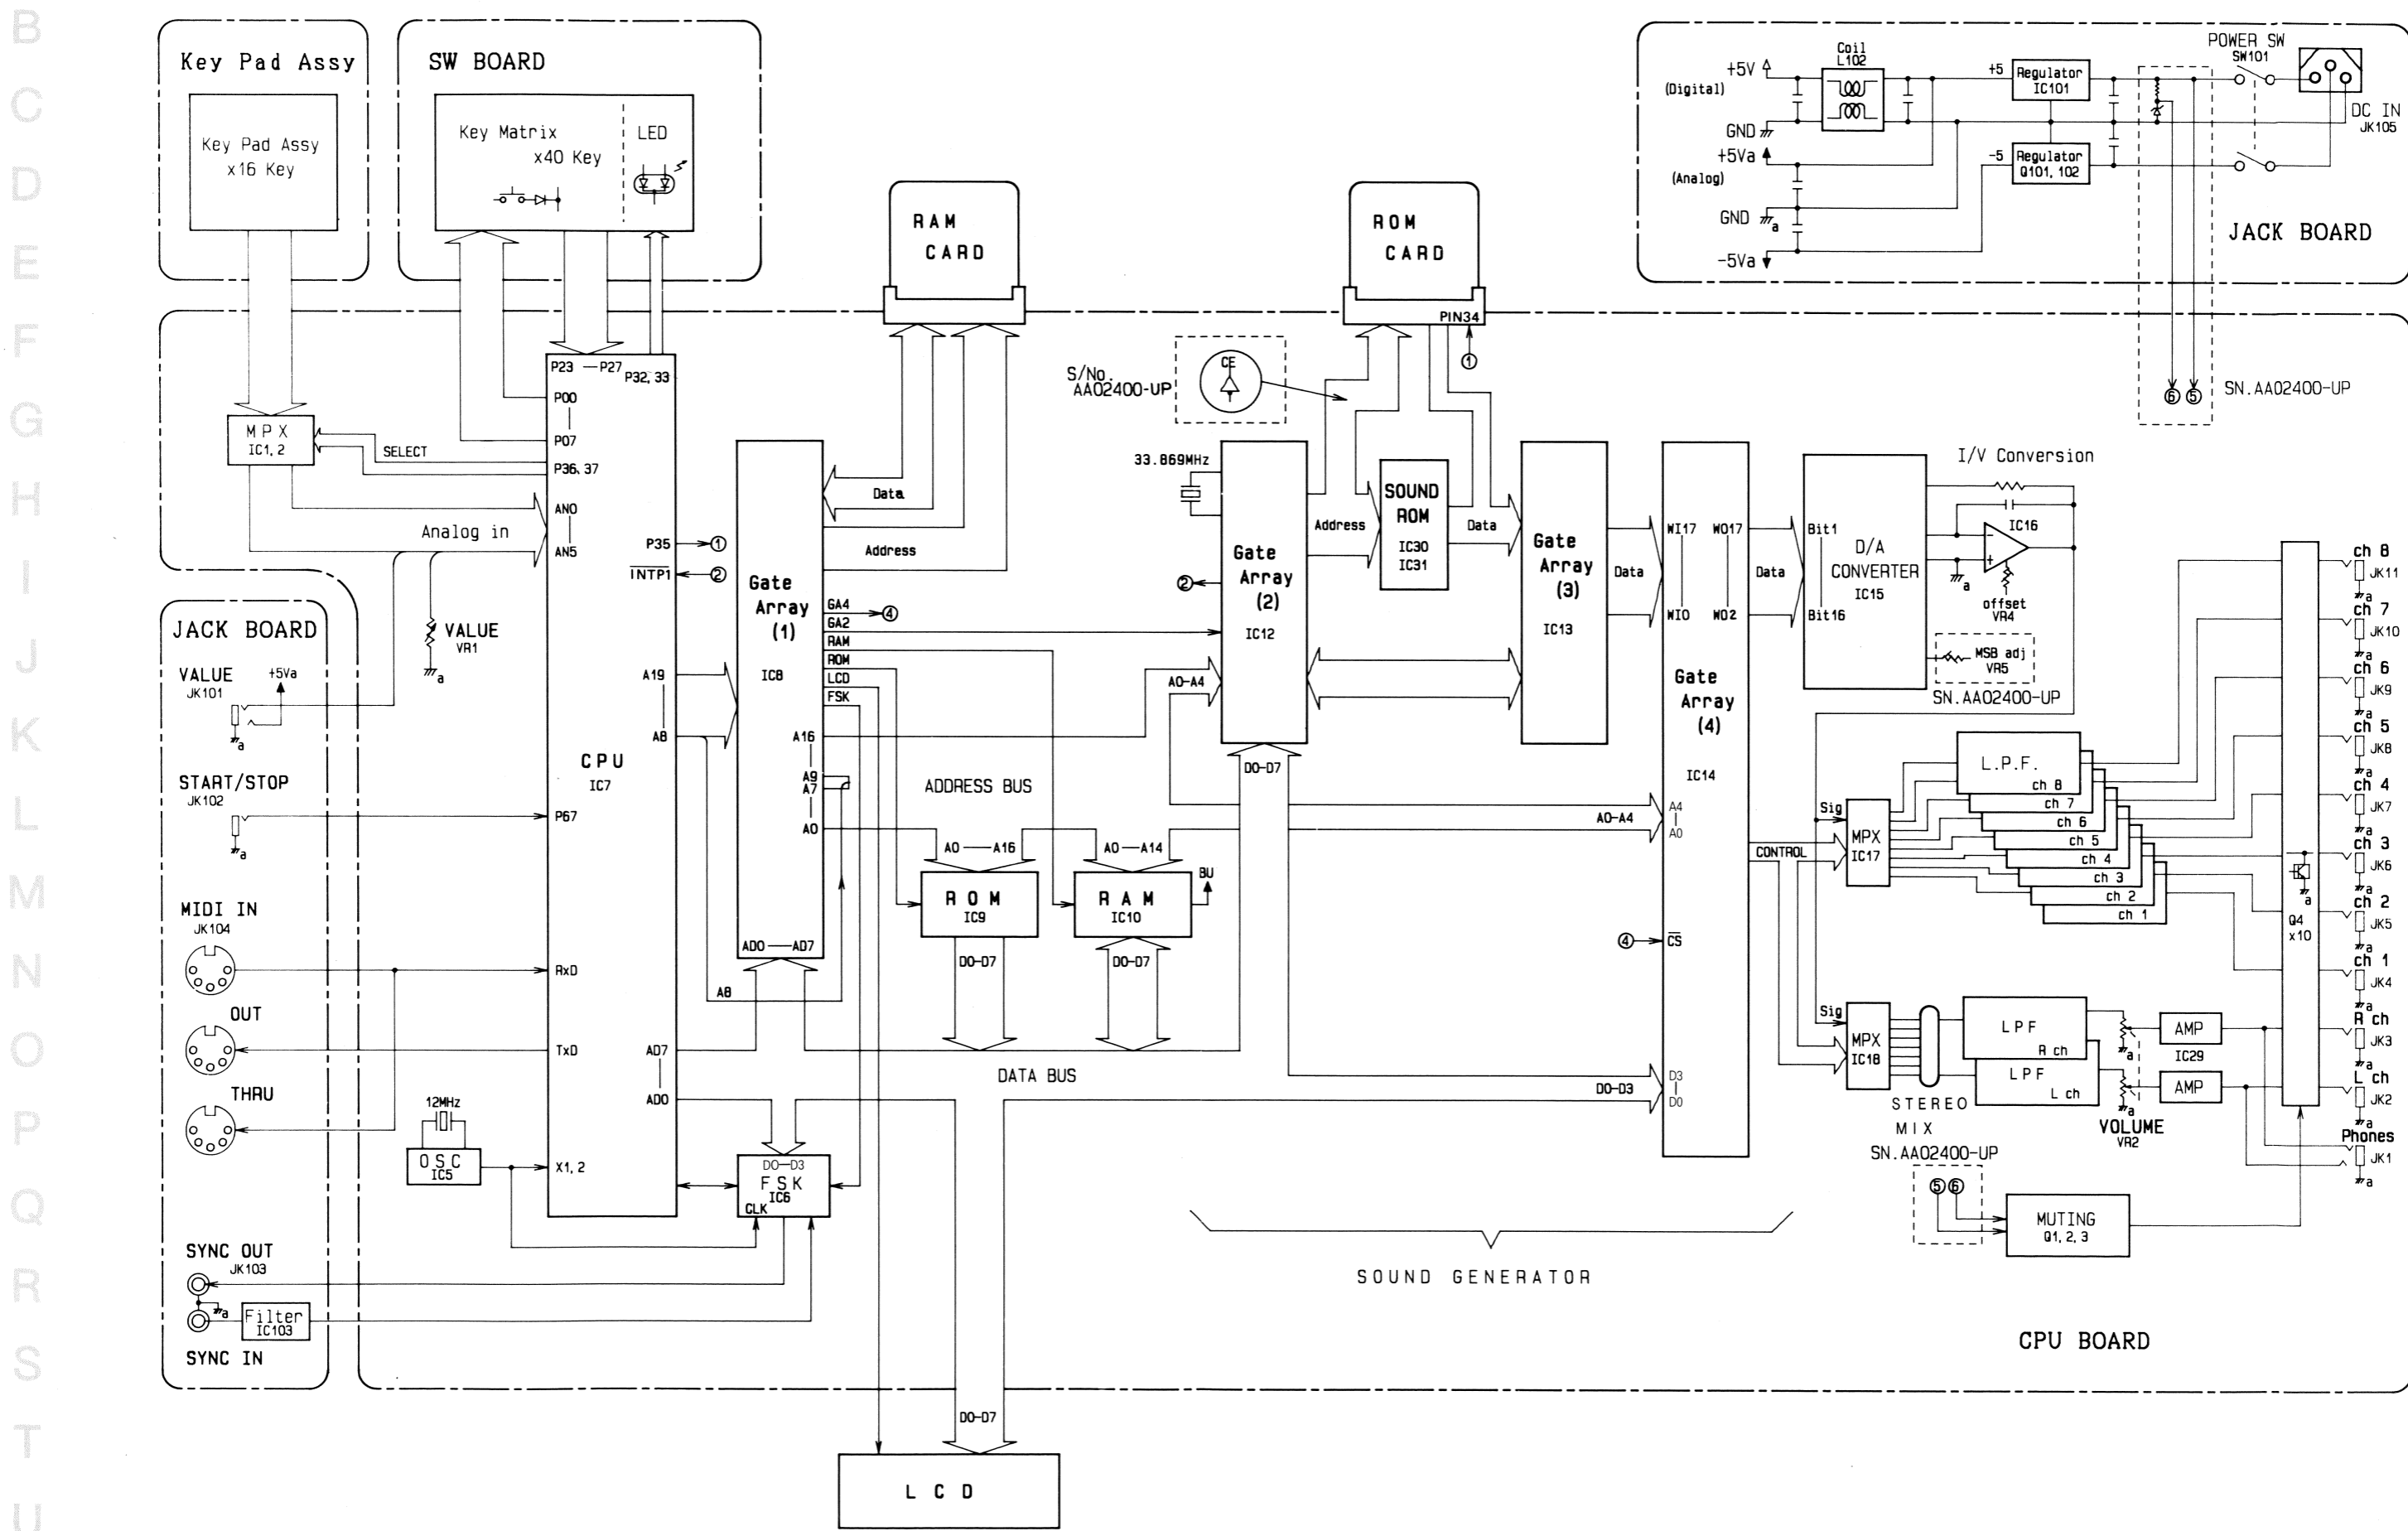 B
C
D
E
F
G
H
I
J
K
L
M
N
O
P
Q
R
S
T
U
Key Pad Assy
Key Pad Assy
x16 Key
SW BOARD
Key Matrix
x40 Key
LED
RAM
CARD
ROM
CARD
PIN34
①
+5V
(Digital)
GND
+5Va
(Analog)
GND
a
-5Va
Coil
L102
+5
Regulator
IC101
-5
Regulator
Q101, 102
POWER SW
SW101
DC IN
JK105
JACK BOARD
⑥ ⑤
SN.AA02400-UP
S/No.
AA02400-UP
CE
MPX
IC1, 2
SELECT
Analog in
VALUE
VR1
a
P23 — P27
P32, 33
P00
P07
P36, 37
AN0
AN5
P35
①
INTP1
②
A19
A8
CPU
IC7
P67
RxD
TxD
X1, 2
AD7
AD0
JACK BOARD
VALUE
JK101
+5Va
a
START/STOP
JK102
a
MIDI IN
JK104
OUT
THRU
SYNC OUT
JK103
a
Filter
IC103
SYNC IN
12MHz
OSC
IC5
D0—D3
FSK
IC6
CLK
Gate
Array
(1)
IC8
Data
Address
GA4
④
GA2
RAM
ROM
LCD
FSK
A16
A9
A7
A0
AD0 — AD7
A8
ADDRESS BUS
A0 — A16
ROM
IC9
D0-D7
A0 — A14
RAM
IC10
BU
D0-D7
DATA BUS
D0-D7
LCD
33.869MHz
②
Gate
Array
(2)
IC12
A0-A4
D0-D7
Address
SOUND
ROM
IC30
IC31
Data
Gate
Array
(3)
IC13
Data
WI17
WI0
WO17
WO2
Gate
Array
(4)
IC14
A0-A4
A4
A0
④
CS
D0-D3
D3
D0
Data
CONTROL
Bit1
Bit16
D/A
CONVERTER
IC15
I/V Conversion
IC16
a
offset
VR4
MSB adj
VR5
SN.AA02400-UP
Sig
MPX
IC17
L.P.F.
ch 8
ch 7
ch 6
ch 5
ch 4
ch 3
ch 2
ch 1
Sig
MPX
IC18
STEREO
MIX
LPF
R ch
LPF
L ch
a
a
VOLUME
VR2
AMP
IC29
AMP
a
Q4
x10
ch 8
JK11
a
ch 7
JK10
a
ch 6
JK9
a
ch 5
JK8
a
ch 4
JK7
a
ch 3
JK6
a
ch 2
JK5
a
ch 1
JK4
a
R ch
JK3
a
L ch
JK2
a
Phones
JK1
a
SN.AA02400-UP
⑤ ⑥
MUTING
Q1, 2, 3
SOUND GENERATOR
CPU BOARD